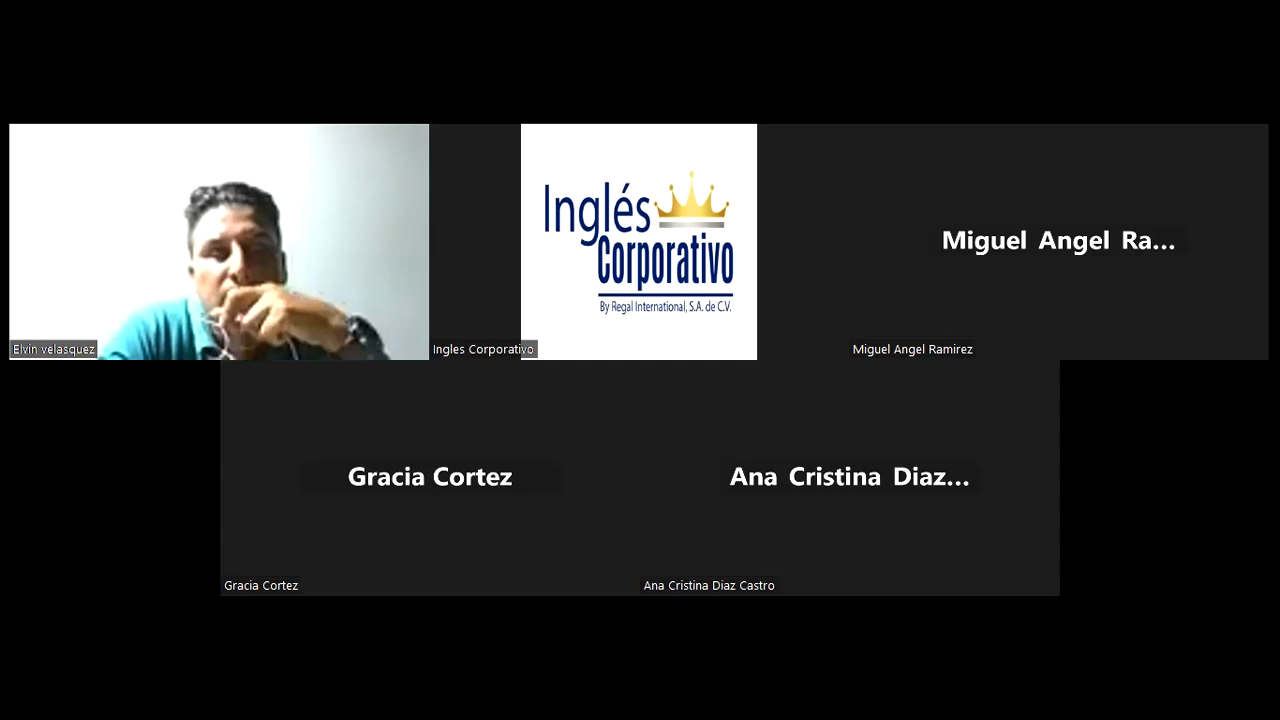 Inglés
Corporativo
By Regal International, S.A. de C.V.
Miguel Angel Ra...
Elvin velasquez
Ingles Corporativo
Miguel Angel Ramirez
Gracia Cortez
Ana Cristina Diaz...
Gracia Cortez
Ana Cristina Diaz Castro